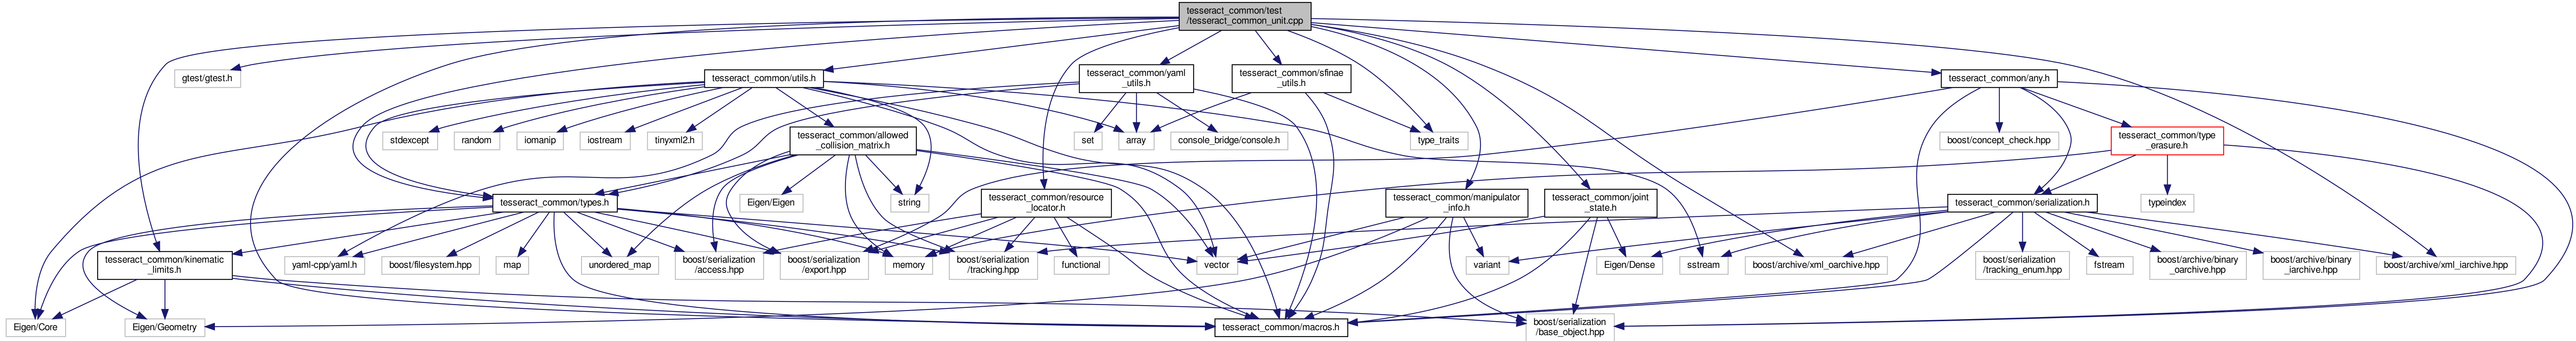 tesseract_common/test
/tesseract_common_unit.cpp
gtest/gtest.h
tesseract_common/utils.h
tesseract_common/yaml
_utils.h
tesseract_common/sfinae
_utils.h
tesseract_common/any.h
stdexcept
random
iomanip
iostream
tinyxml2.h
tesseract_common/allowed
_collision_matrix.h
set
array
console_bridge/console.h
type_traits
boost/concept_check.hpp
tesseract_common/type
_erasure.h
tesseract_common/types.h
Eigen/Eigen
string
tesseract_common/resource
_locator.h
tesseract_common/manipulator
_info.h
tesseract_common/joint
_state.h
tesseract_common/serialization.h
typeindex
tesseract_common/kinematic
_limits.h
yaml-cpp/yaml.h
boost/filesystem.hpp
map
unordered_map
boost/serialization
/access.hpp
boost/serialization
/export.hpp
memory
boost/serialization
/tracking.hpp
functional
vector
variant
Eigen/Dense
sstream
boost/archive/xml_oarchive.hpp
boost/serialization
/tracking_enum.hpp
fstream
boost/archive/binary
_oarchive.hpp
boost/archive/binary
_iarchive.hpp
boost/archive/xml_iarchive.hpp
Eigen/Core
Eigen/Geometry
tesseract_common/macros.h
boost/serialization
/base_object.hpp